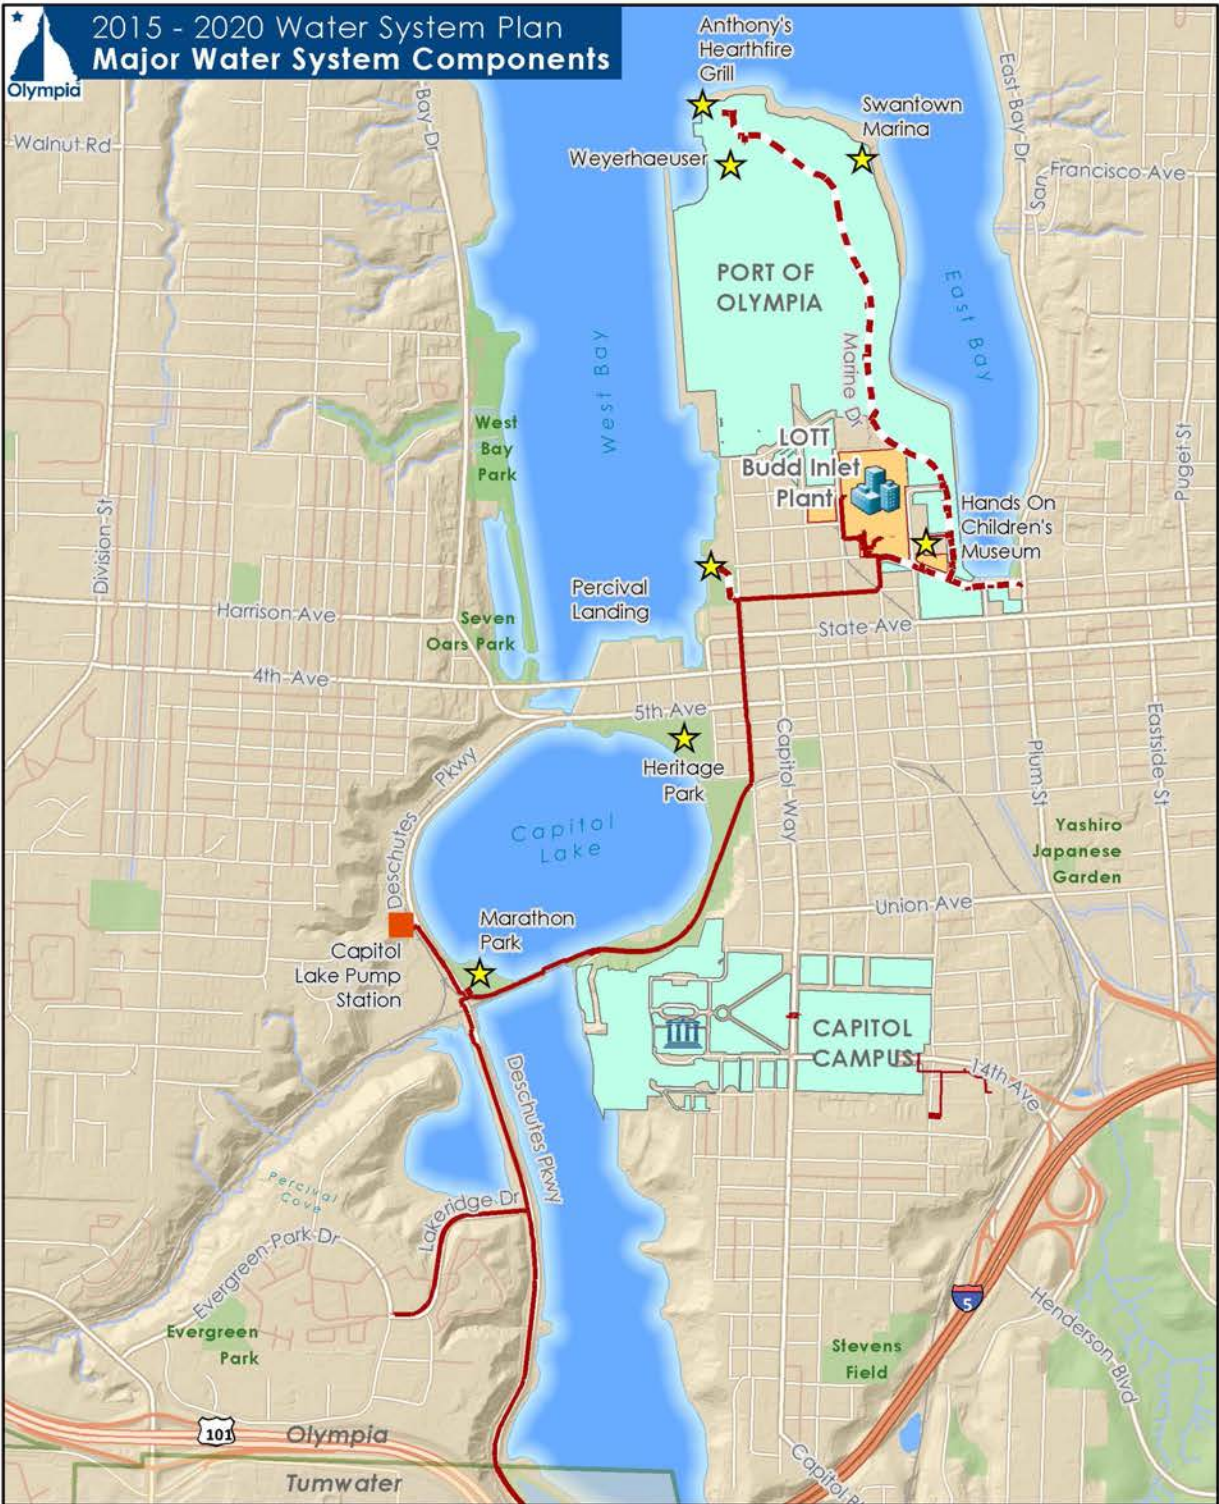 2015 - 2020 Water System Plan
Major Water System Components
Olympia
Anthony's
Hearthfire
Grill
Swantown
Marina
Weyerhaeuser
Walnut Rd
Bay Dr
East Bay Dr
San
Francisco Ave
PORT OF
OLYMPIA
East Bay
West Bay
Marine Dr
West
Bay
Park
LOTT
Budd Inlet
Plant
Puget St
Hands On
Children's
Museum
Division St
Percival
Landing
Harrison Ave
Seven
Oars Park
State Ave
4th Ave
5th Ave
Heritage
Park
Capitol Way
Plum St
Eastside St
Deschutes Pkwy
Capitol
Lake
Yashiro
Japanese
Garden
Union Ave
Marathon
Park
Capitol
Lake Pump
Station
CAPITOL
CAMPUS
14th Ave
Deschutes Pkwy
Percival
Cove
Lakeridge Dr
Evergreen Park Dr
Evergreen
Park
5
Henderson Blvd
Stevens
Field
101
Olympia
Tumwater
Capitol